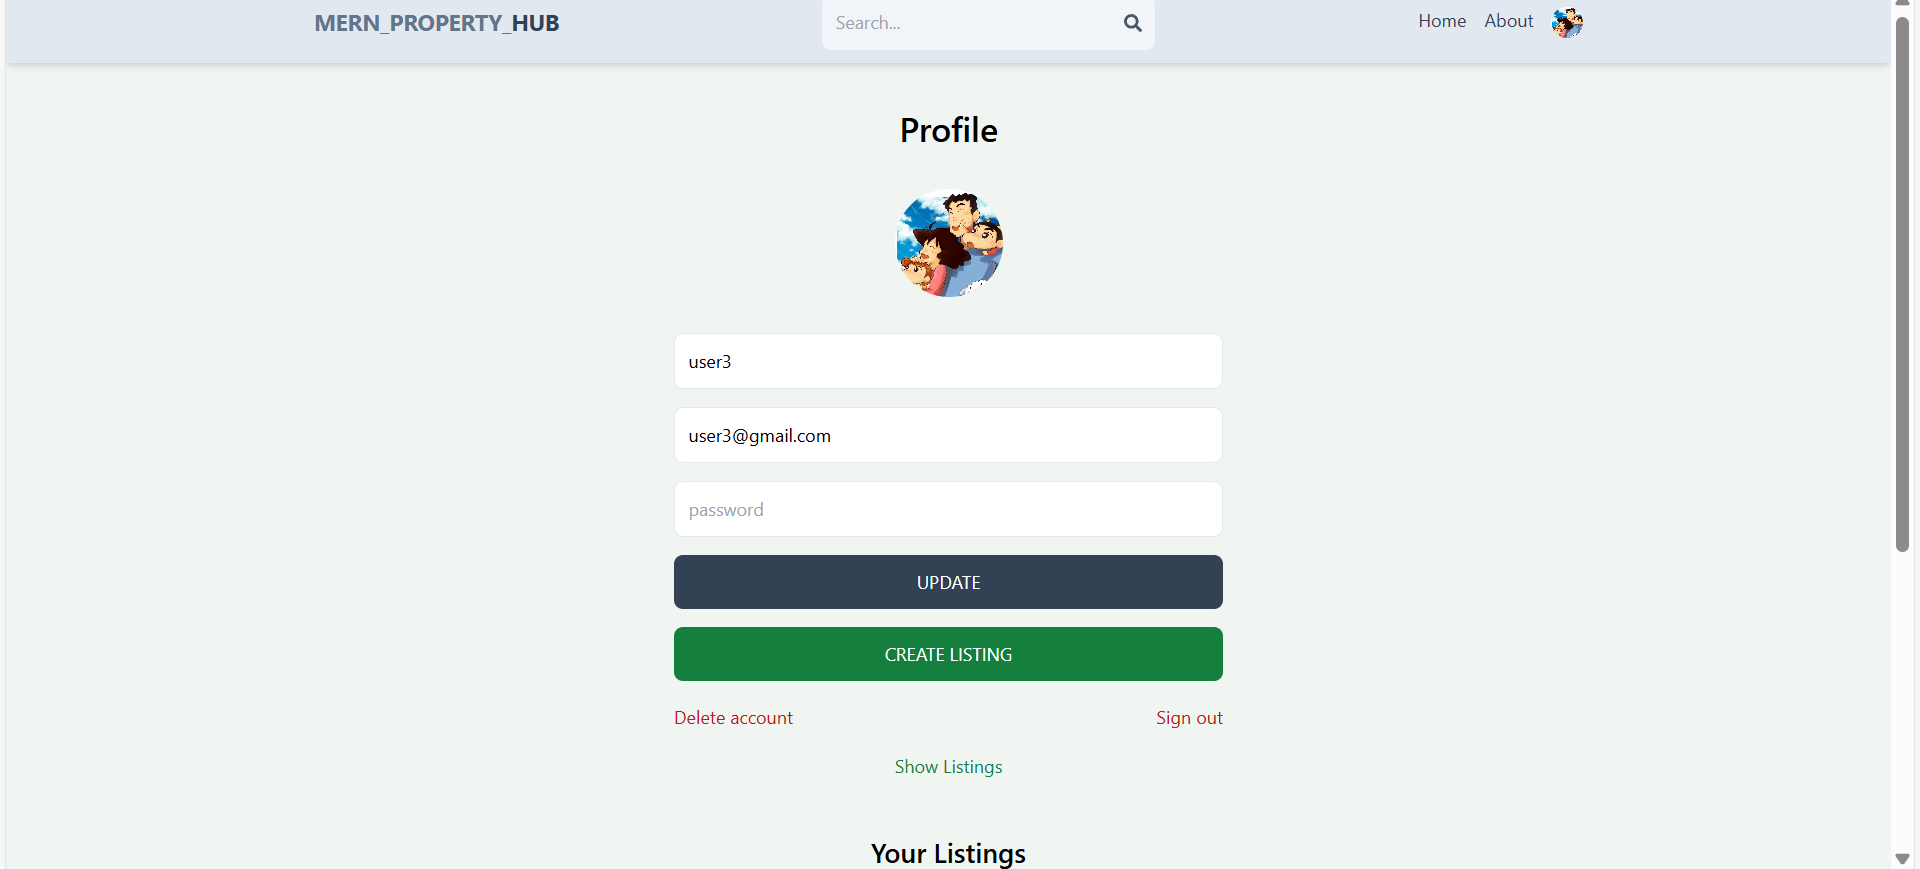 MERN_PROPERTY_HUB
Search...
Home About
Profile
user3
user3@gmail.com
password
UPDATE
CREATE LISTING
Delete account
Sign out
Show Listings
Your Listings